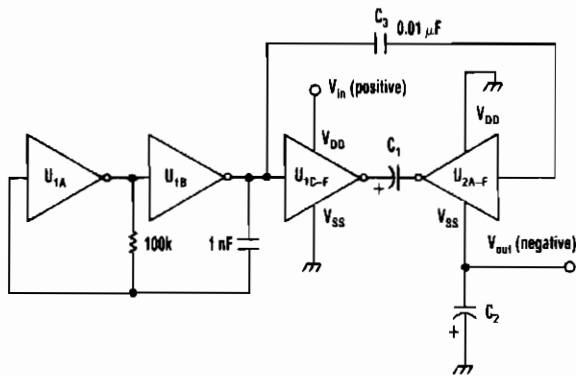 C3
0.01 µF
Vin (positive)
VDD
VDD
C1
U1A
U1B
U1C–F
U2A–F
+
VSS
VSS
100k
1 nF
Vout (negative)
C2
+